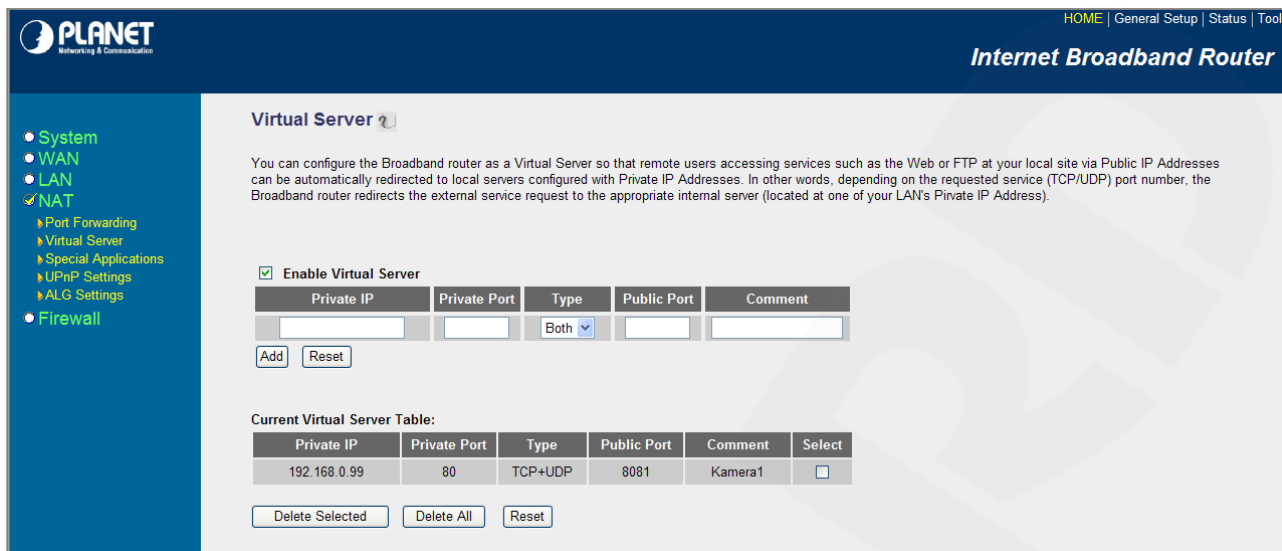 PLANET
Networking & Communication
HOME | General Setup | Status | Tool
Internet Broadband Router
System
WAN
LAN
NAT
Port Forwarding
Virtual Server
Special Applications
UPnP Settings
ALG Settings
Firewall
Virtual Server
You can configure the Broadband router as a Virtual Server so that remote users accessing services such as the Web or FTP at your local site via Public IP Addresses
can be automatically redirected to local servers configured with Private IP Addresses. In other words, depending on the requested service (TCP/UDP) port number, the
Broadband router redirects the external service request to the appropriate internal server (located at one of your LAN's Private IP Address).
Enable Virtual Server
Private IP Private Port Type Public Port Comment
Both
Add Reset
Current Virtual Server Table:
Private IP Private Port Type Public Port Comment Select
192.168.0.99 80 TCP+UDP 8081 Kamera1
Delete Selected Delete All Reset